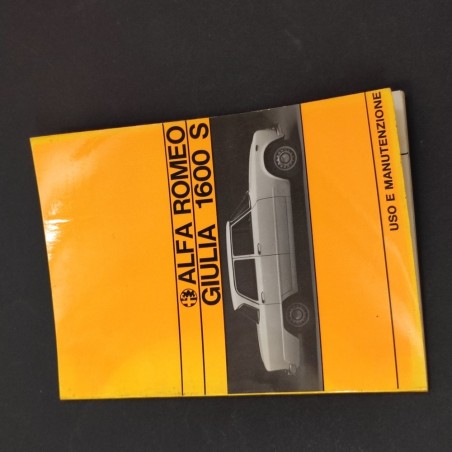 ALFA ROMEO
GIULIA 1600 S
USO E MANUTENZIONE